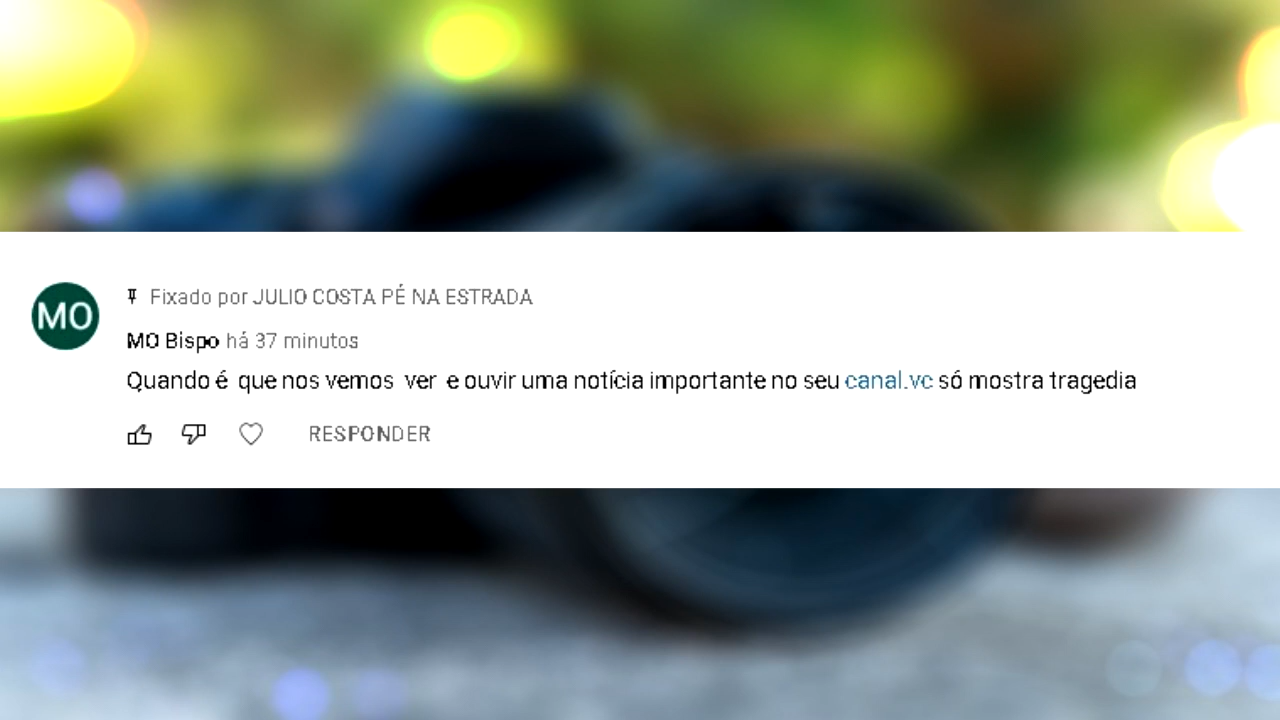 MO
Fixado por JULIO COSTA PÉ NA ESTRADA
MO Bispo há 37 minutos
Quando é que nos vemos ver e ouvir uma notícia importante no seu canal.vc só mostra tragedia
RESPONDER